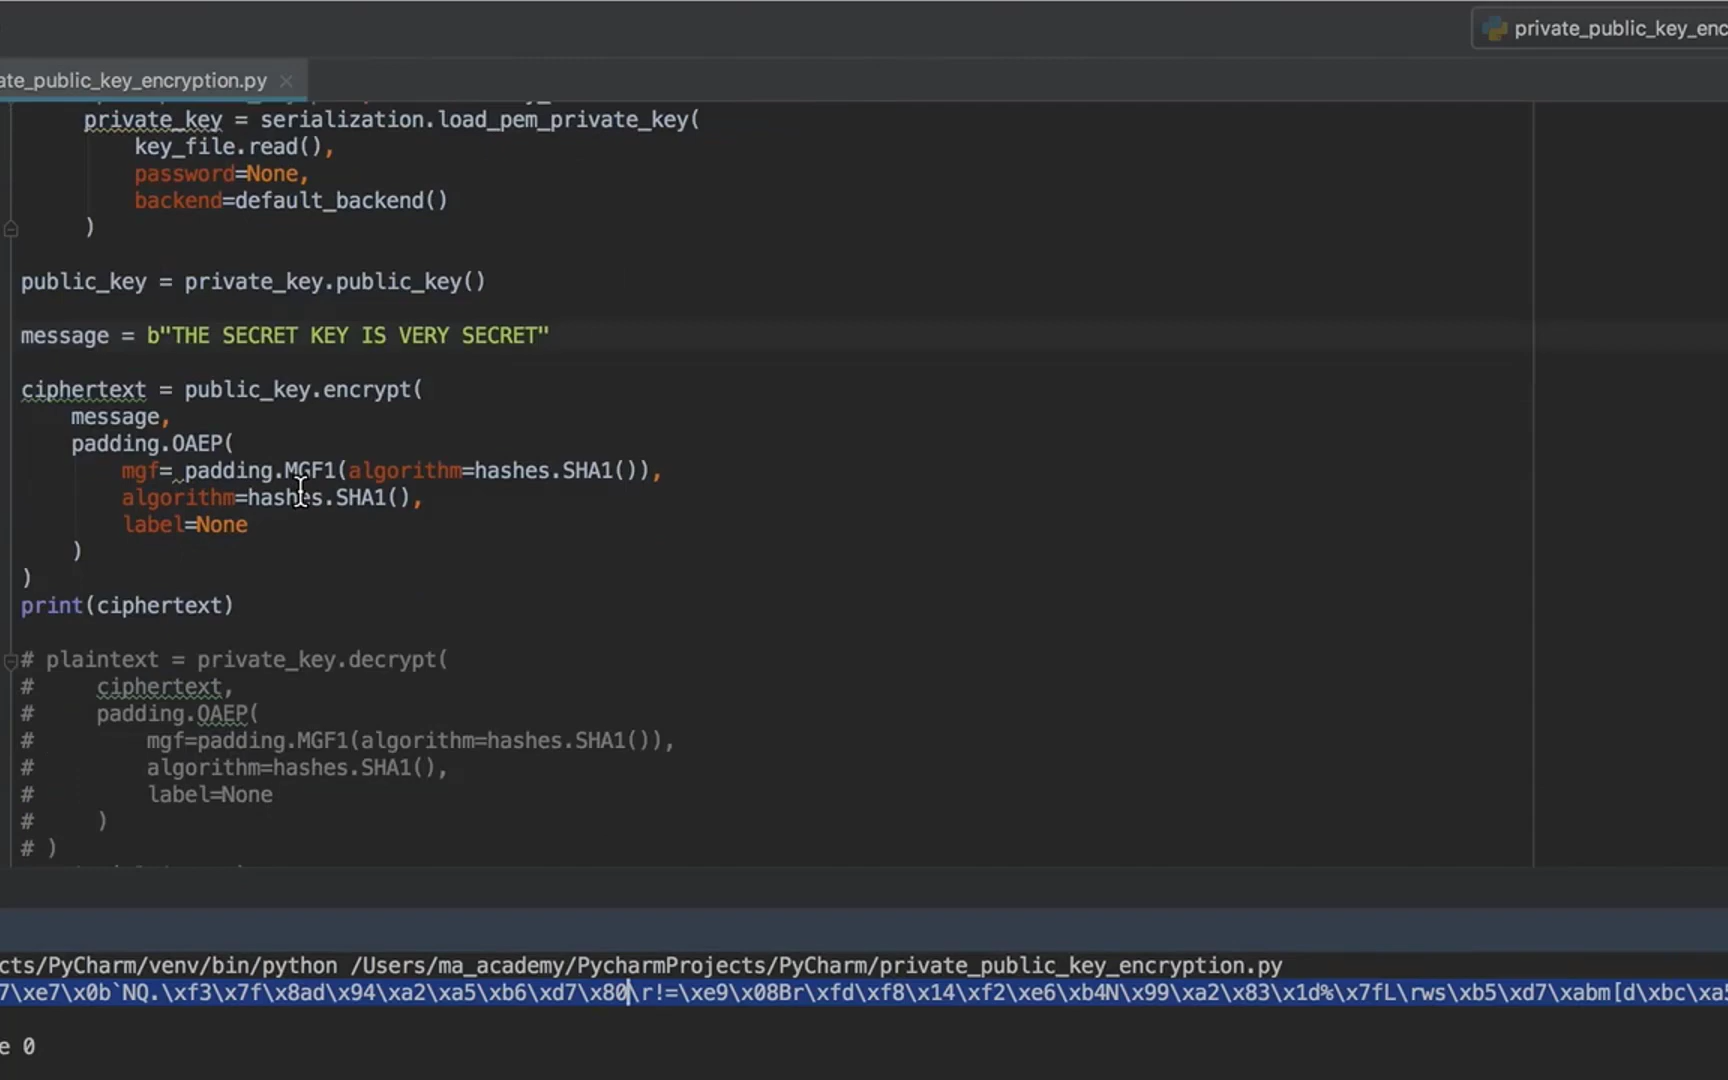 private_public_key_enc
ate_public_key_encryption.py
private_key = serialization.load_pem_private_key(
key_file.read(),
password=None,
backend=default_backend()
)
public_key = private_key.public_key()
message = b"THE SECRET KEY IS VERY SECRET"
ciphertext = public_key.encrypt(
message,
padding.OAEP(
mgf= padding.MGF1(algorithm=hashes.SHA1()),
algorithm=hashes.SHA1(),
label=None
)
)
print(ciphertext)
# plaintext = private_key.decrypt(
# ciphertext,
# padding.OAEP(
# mgf=padding.MGF1(algorithm=hashes.SHA1()),
# algorithm=hashes.SHA1(),
# label=None
# )
# )
cts/PyCharm/venv/bin/python /Users/ma_academy/PycharmProjects/PyCharm/private_public_key_encryption.py
7\xe7\x0b`NQ.\xf3\x7f\x8ad\x94\xa2\xa5\xb6\xd7\x80\r!=\xe9\x08Br\xfd\xf8\x14\xf2\xe6\xb4N\x99\xa2\x83\x1d%\x7fL\rws\xb5\xd7\xabm[d\xbc\xa5
e 0